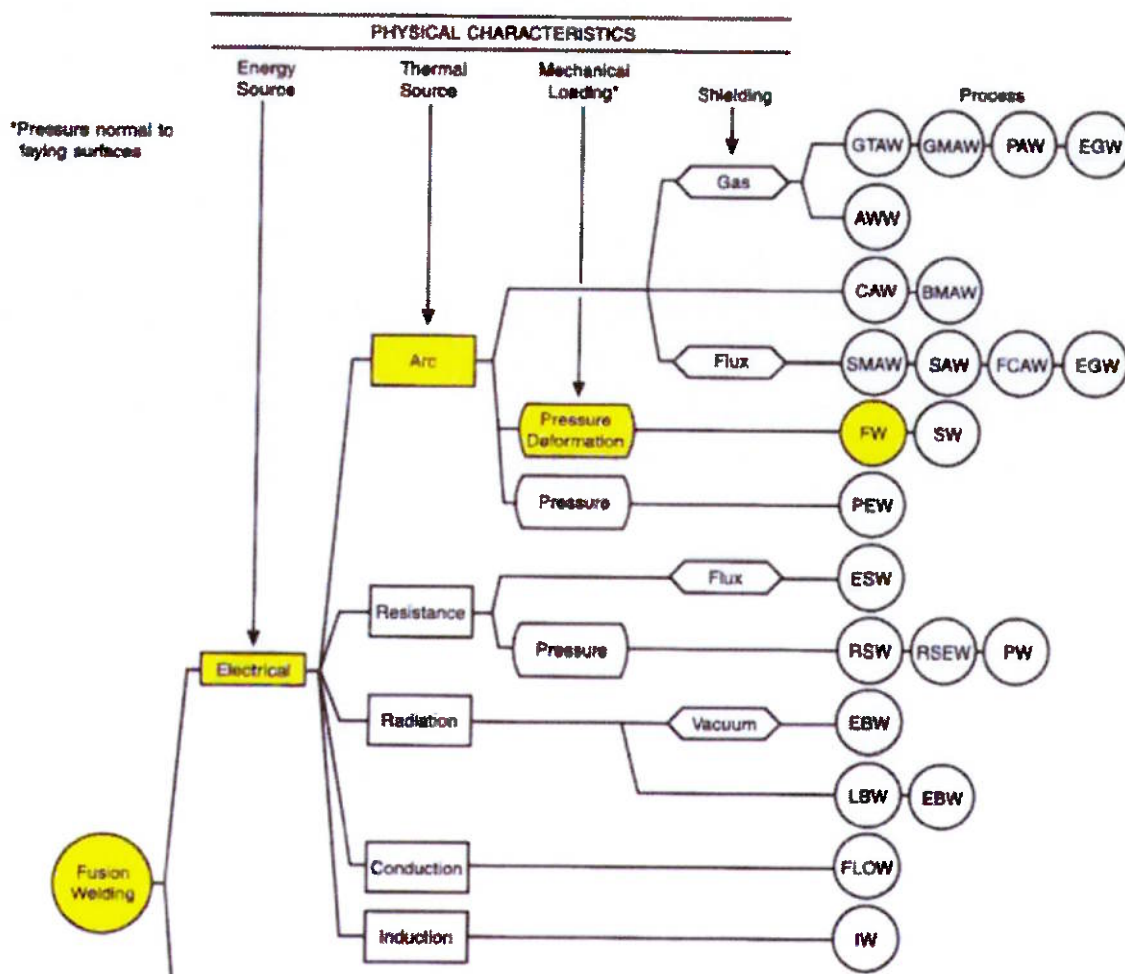 PHYSICAL CHARACTERISTICS
Energy
Source
Thermal
Source
Mechanical
Loading*
Shielding
Process
*Pressure normal to
faying surfaces
Gas
GTAW
GMAW
PAW
EGW
AWW
CAW
BMAW
Arc
Flux
SMAW
SAW
FCAW
EGW
Pressure
Deformation
FW
SW
Pressure
PEW
Flux
ESW
Resistance
Pressure
RSW
RSEW
PW
Electrical
Radiation
Vacuum
EBW
LBW
EBW
Fusion
Welding
Conduction
FLOW
Induction
IW